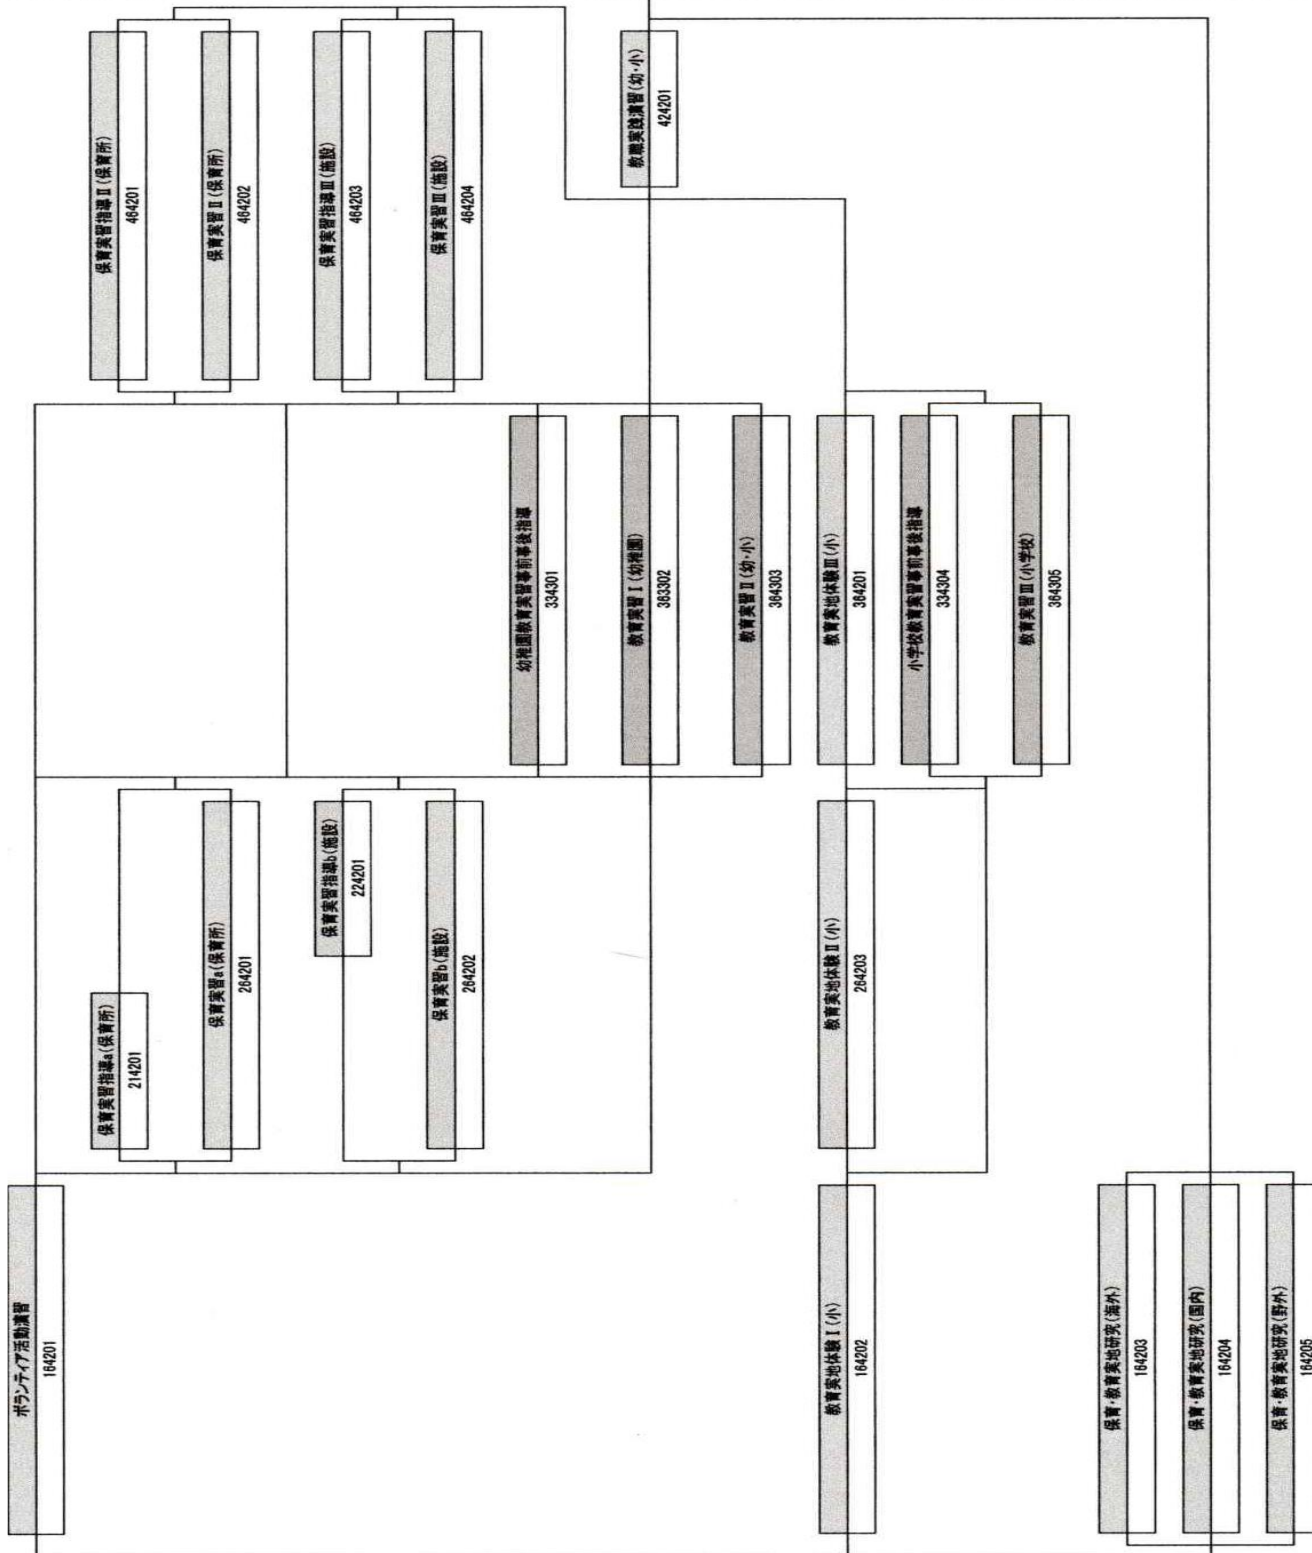 ボランティア活動演習
164201
教育実地体験Ⅰ(小)
164202
保育・教育実地研究(海外)
164203
保育・教育実地研究(国内)
164204
保育・教育実地研究(野外)
164205
保育実習指導a(保育所)
214201
保育実習a(保育所)
264201
保育実習指導b(施設)
224201
保育実習b(施設)
264202
教育実地体験Ⅱ(小)
264203
幼稚園教育実習事前事後指導
334301
教育実習Ⅰ(幼稚園)
363302
教育実習Ⅱ(幼・小)
364303
教育実地体験Ⅲ(小)
364201
小学校教育実習事前事後指導
334304
教育実習Ⅲ(小学校)
364305
保育実習指導Ⅱ(保育所)
464201
保育実習Ⅱ(保育所)
464202
保育実習指導Ⅲ(施設)
464203
保育実習Ⅲ(施設)
464204
教職実践演習(幼・小)
424201